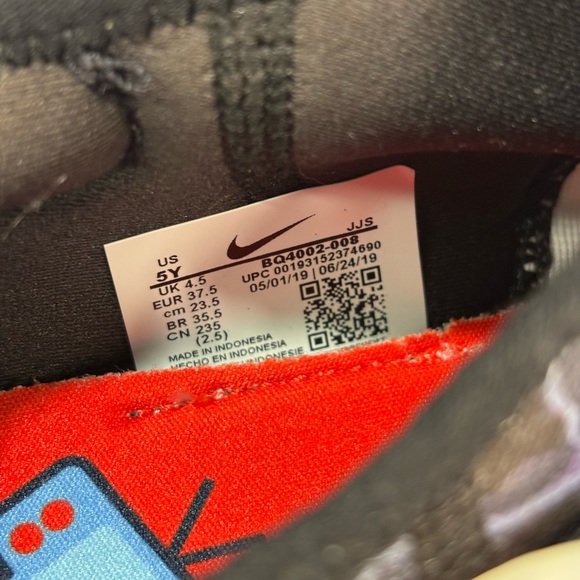 US
5Y
UK 4.5
EUR 37.5
cm 23.5
BR 35.5
CN 235
(2.5)
JJS
BQ4002-008
UPC 00193152374690
05/01/19 | 06/24/19
MADE IN INDONESIA
HECHO EN INDONESIA
INDONESIE